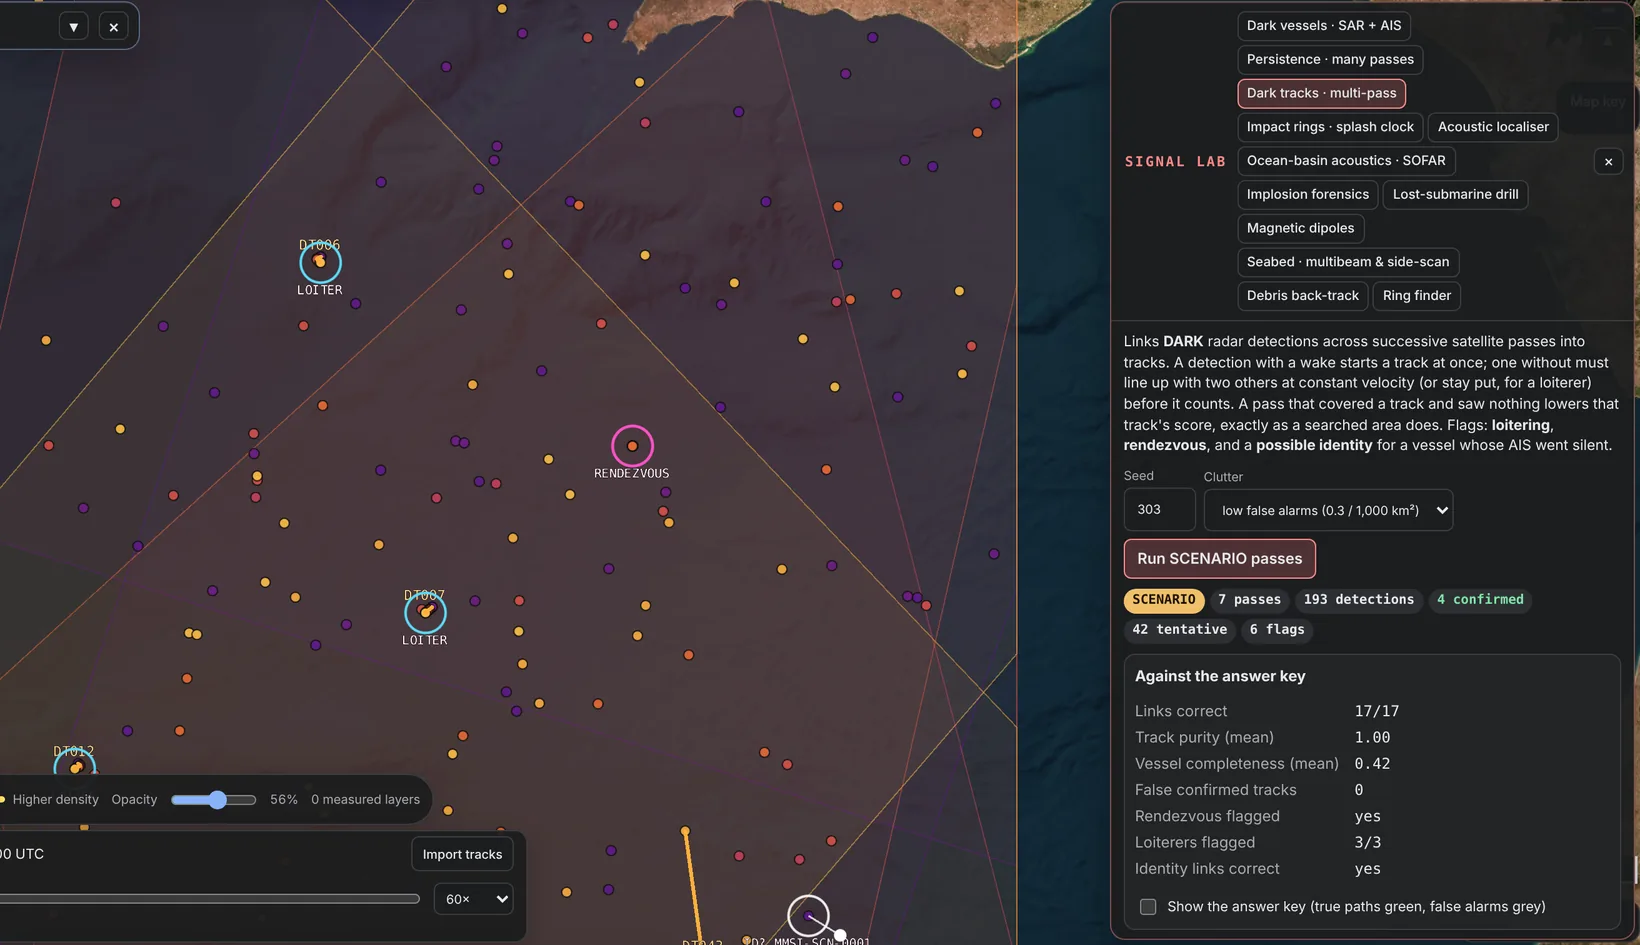 ▼ ×
DT006
LOITER
RENDEZVOUS
DT007
LOITER
DT012
Higher density Opacity 56% 0 measured layers
00 UTC
Import tracks
60×
DT043
D? MMSI-SCN-0001
SIGNAL LAB
Dark vessels · SAR + AIS
Persistence · many passes
Dark tracks · multi-pass
Impact rings · splash clock Acoustic localiser
Ocean-basin acoustics · SOFAR
Implosion forensics Lost-submarine drill
Magnetic dipoles
Seabed · multibeam & side-scan
Debris back-track Ring finder
×
Map key
Links DARK radar detections across successive satellite passes into
tracks. A detection with a wake starts a track at once; one without must
line up with two others at constant velocity (or stay put, for a loiterer)
before it counts. A pass that covered a track and saw nothing lowers that
track's score, exactly as a searched area does. Flags: loitering,
rendezvous, and a possible identity for a vessel whose AIS went silent.
Seed Clutter
303 low false alarms (0.3 / 1,000 km²)
Run SCENARIO passes
SCENARIO 7 passes 193 detections 4 confirmed
42 tentative 6 flags
Against the answer key
Links correct 17/17
Track purity (mean) 1.00
Vessel completeness (mean) 0.42
False confirmed tracks 0
Rendezvous flagged yes
Loiterers flagged 3/3
Identity links correct yes
Show the answer key (true paths green, false alarms grey)